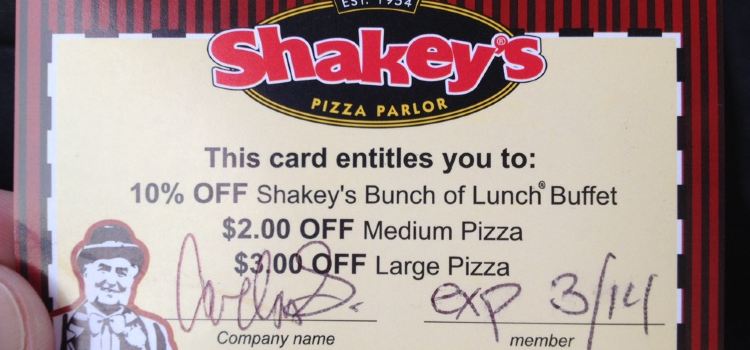 EST. 1954
Shakey's®
PIZZA PARLOR
This card entitles you to:
10% OFF Shakey's Bunch of Lunch® Buffet
$2.00 OFF Medium Pizza
$3.00 OFF Large Pizza
exp 3/14
Company name member